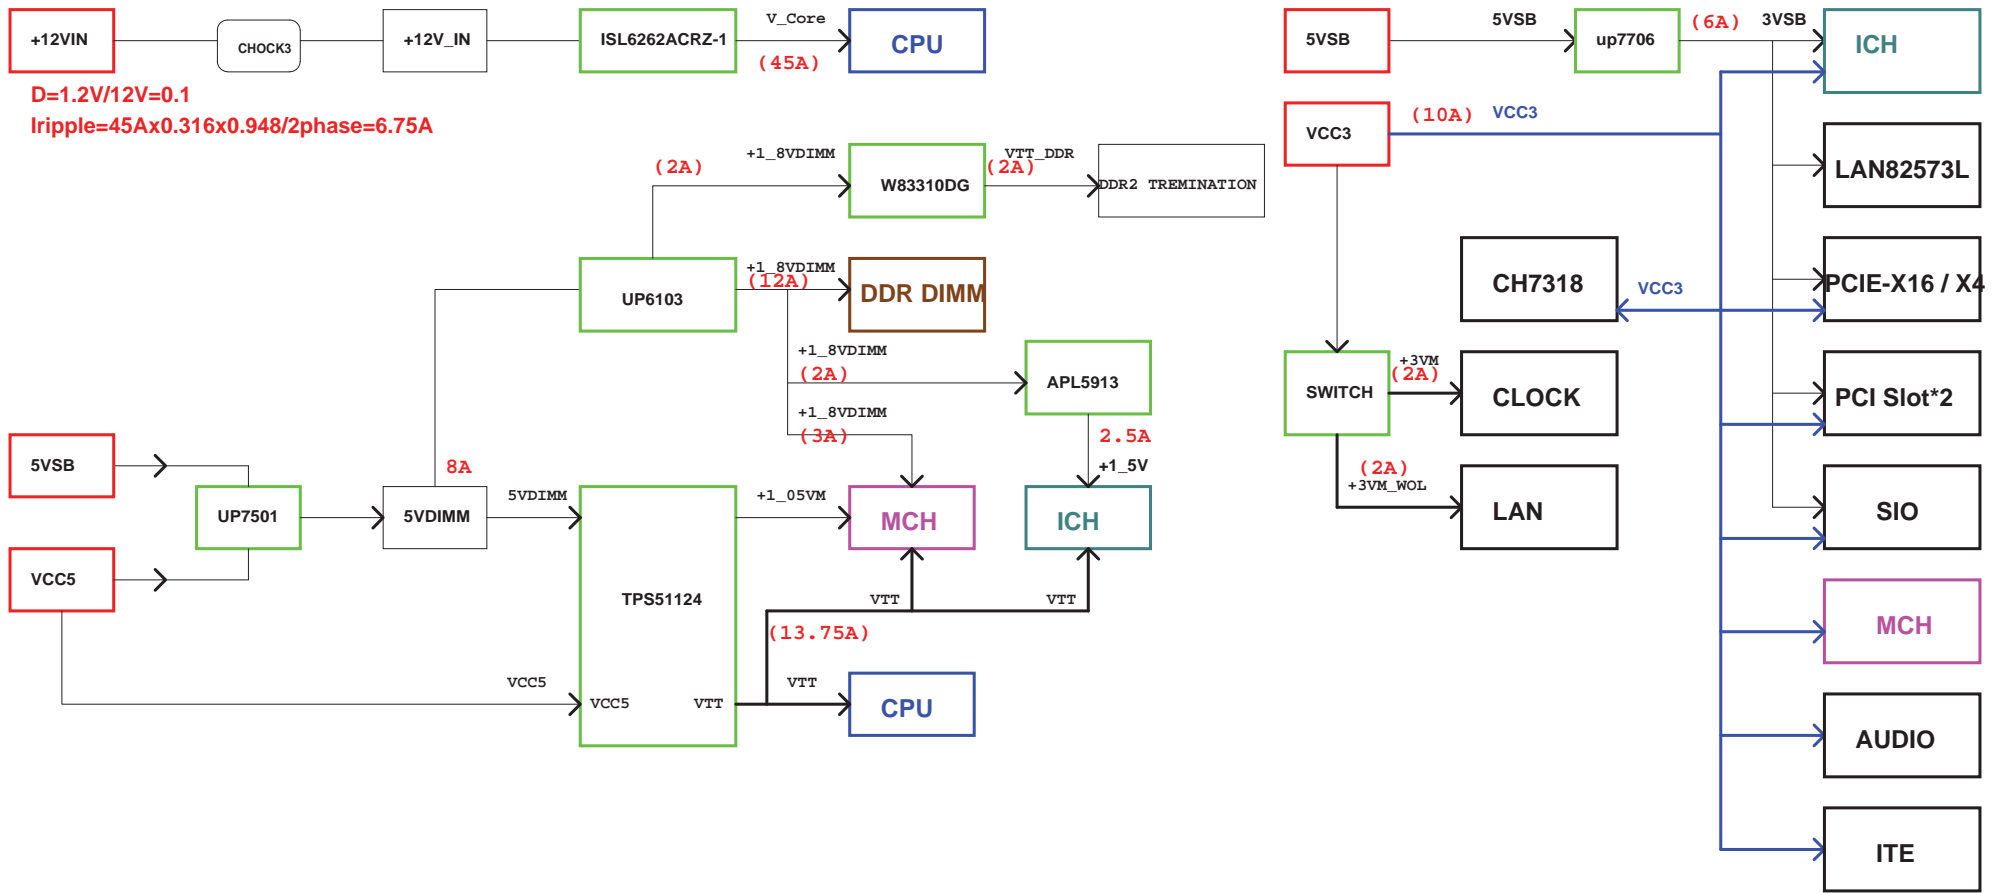 +12VIN
CHOCK3
+12V_IN
ISL6262ACRZ-1
V_Core
(45A)
CPU
D=1.2V/12V=0.1
Iripple=45Ax0.316x0.948/2phase=6.75A
(2A)
+1_8VDIMM
W83310DG
VTT_DDR
(2A)
DDR2 TREMINATION
UP6103
+1_8VDIMM
(12A)
DDR DIMM
+1_8VDIMM
(2A)
APL5913
+1_8VDIMM
(3A)
2.5A
+1_5V
5VSB
8A
UP7501
5VDIMM
5VDIMM
+1_05VM
MCH
ICH
VCC5
TPS51124
VTT
VTT
(13.75A)
VCC5
VCC5
VTT
VTT
CPU
5VSB
5VSB
up7706
(6A)
3VSB
ICH
VCC3
(10A)
VCC3
LAN82573L
CH7318
VCC3
PCIE-X16 / X4
SWITCH
+3VM
(2A)
CLOCK
PCI Slot*2
(2A)
+3VM_WOL
LAN
SIO
MCH
AUDIO
ITE